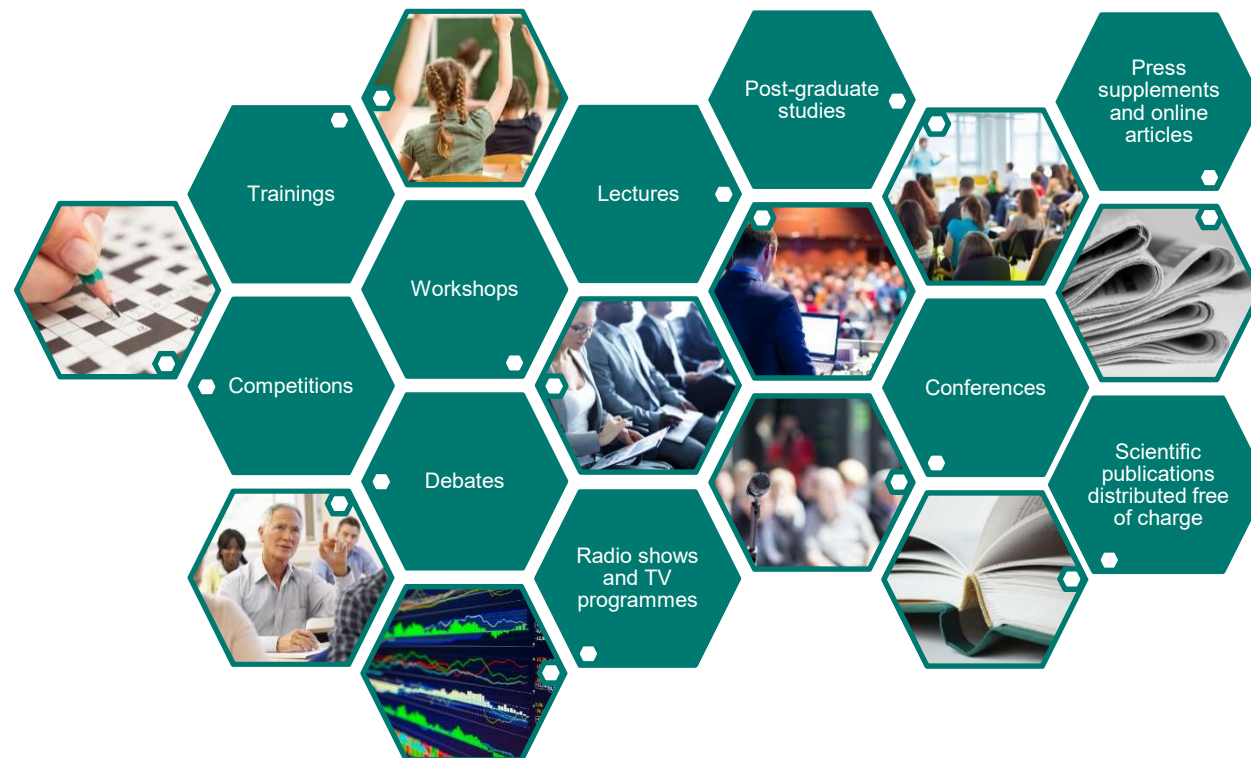 Trainings
Competitions
Workshops
Debates
Lectures
Radio shows
and TV
programmes
Post-graduate
studies
Conferences
Press
supplements
and online
articles
Scientific
publications
distributed free
of charge